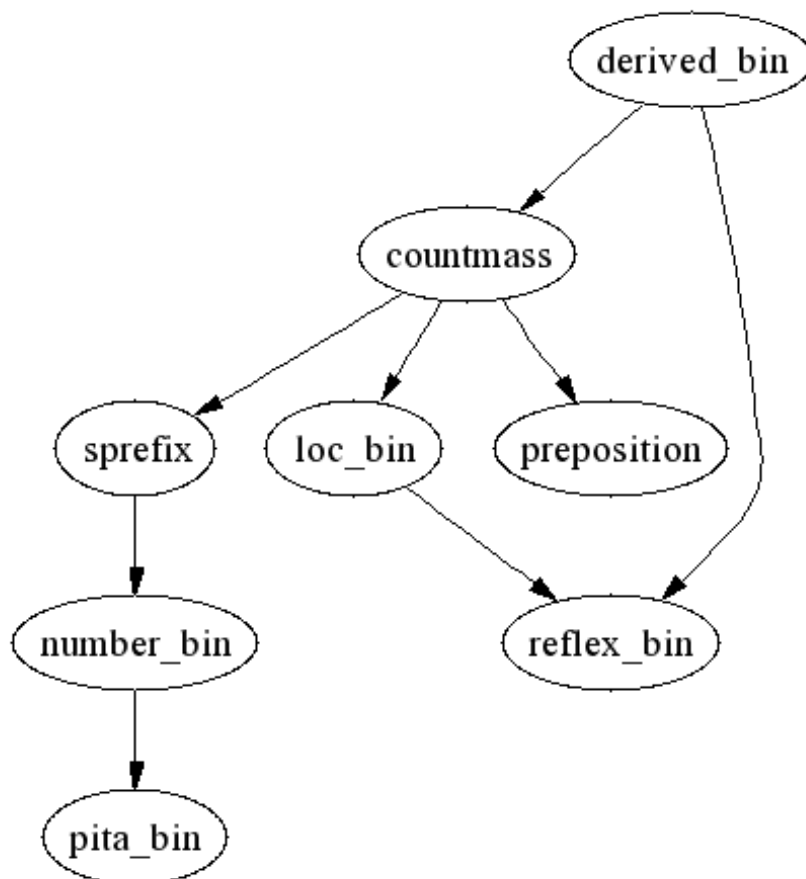 derived_bin
countmass
sprefix
loc_bin
preposition
number_bin
reflex_bin
pita_bin